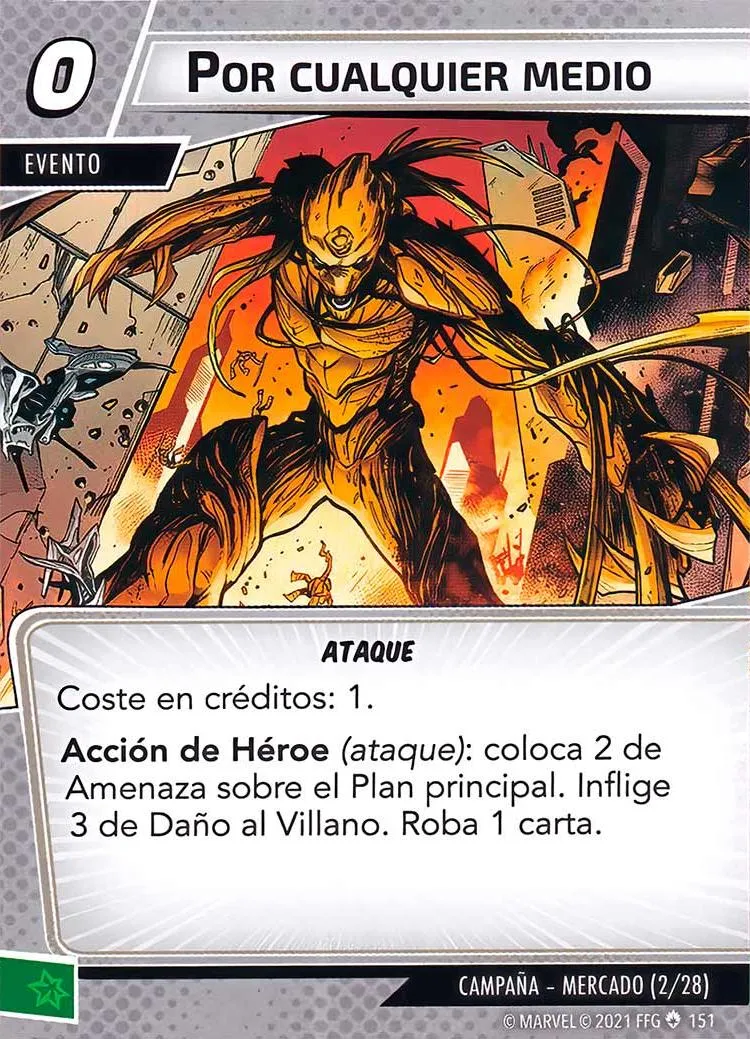 0
POR CUALQUIER MEDIO
EVENTO
ATAQUE
Coste en créditos: 1.
Acción de Héroe (ataque): coloca 2 de
Amenaza sobre el Plan principal. Inflige
3 de Daño al Villano. Roba 1 carta.
CAMPAÑA – MERCADO (2/28)
© MARVEL © 2021 FFG 151